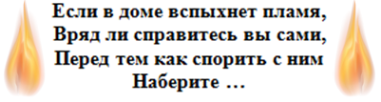 Если в доме вспыхнет пламя,
Вряд ли справитесь вы сами,
Перед тем как спорить с ним
Наберите ...